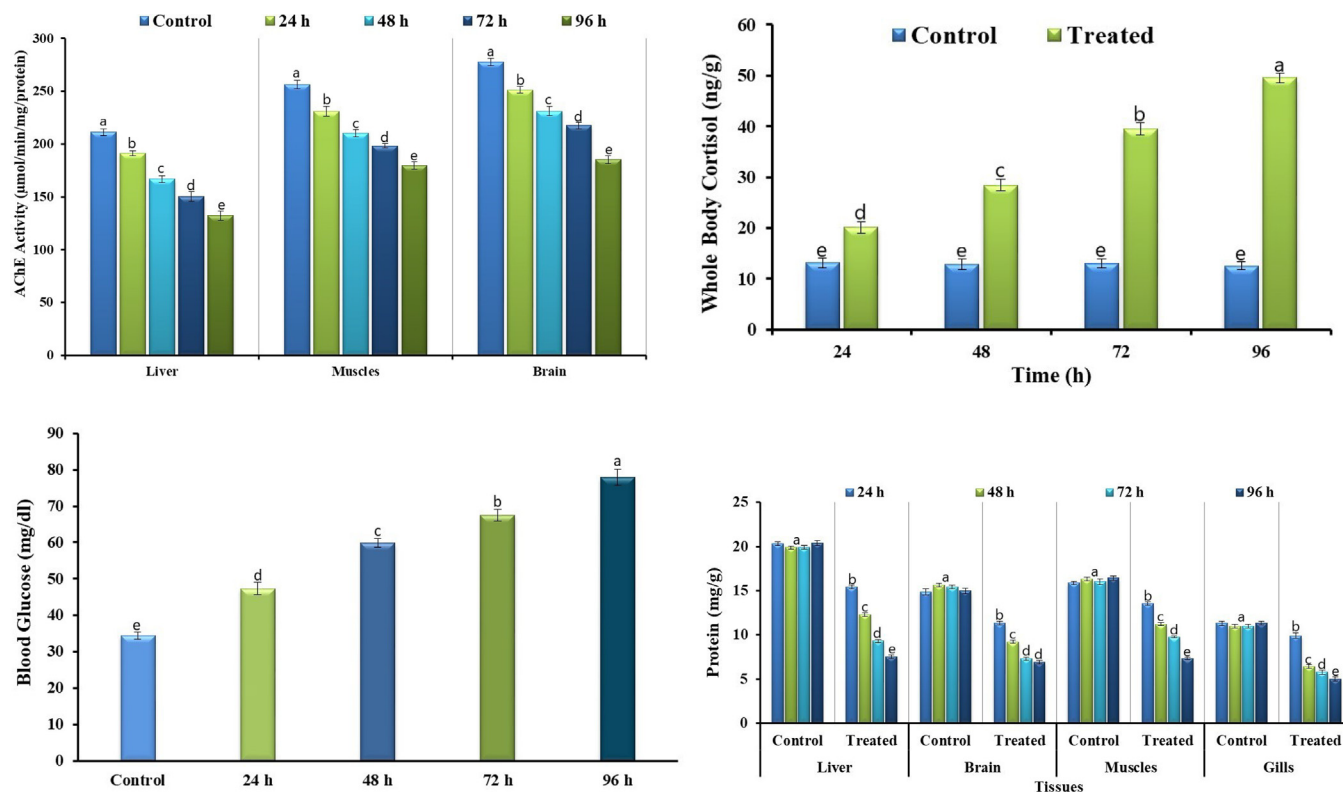 Control 24 h 48 h 72 h 96 h
AChE Activity (µmol/min/mg/protein)
300
250
200
150
100
50
0
a b c d e
a b c d e
a b c d e
Liver Muscles Brain
Control Treated
Whole Body Cortisol (ng/g)
60
50
40
30
20
10
0
e d e c e b e a
24 48 72 96
Time (h)
Blood Glucose (mg/dl)
90
80
70
60
50
40
30
20
10
0
e d c b a
Control 24 h 48 h 72 h 96 h
24 h 48 h 72 h 96 h
Protein (mg/g)
25
20
15
10
5
0
a b c d e
a b c d d
a b c d e
a b c d e
Control Treated Control Treated Control Treated Control Treated
Liver Brain Muscles Gills
Tissues